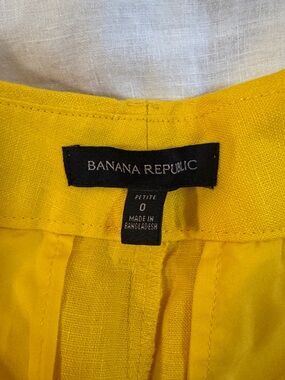 BANANA REPUBLIC
PETITE
0
MADE IN
BANGLADESH